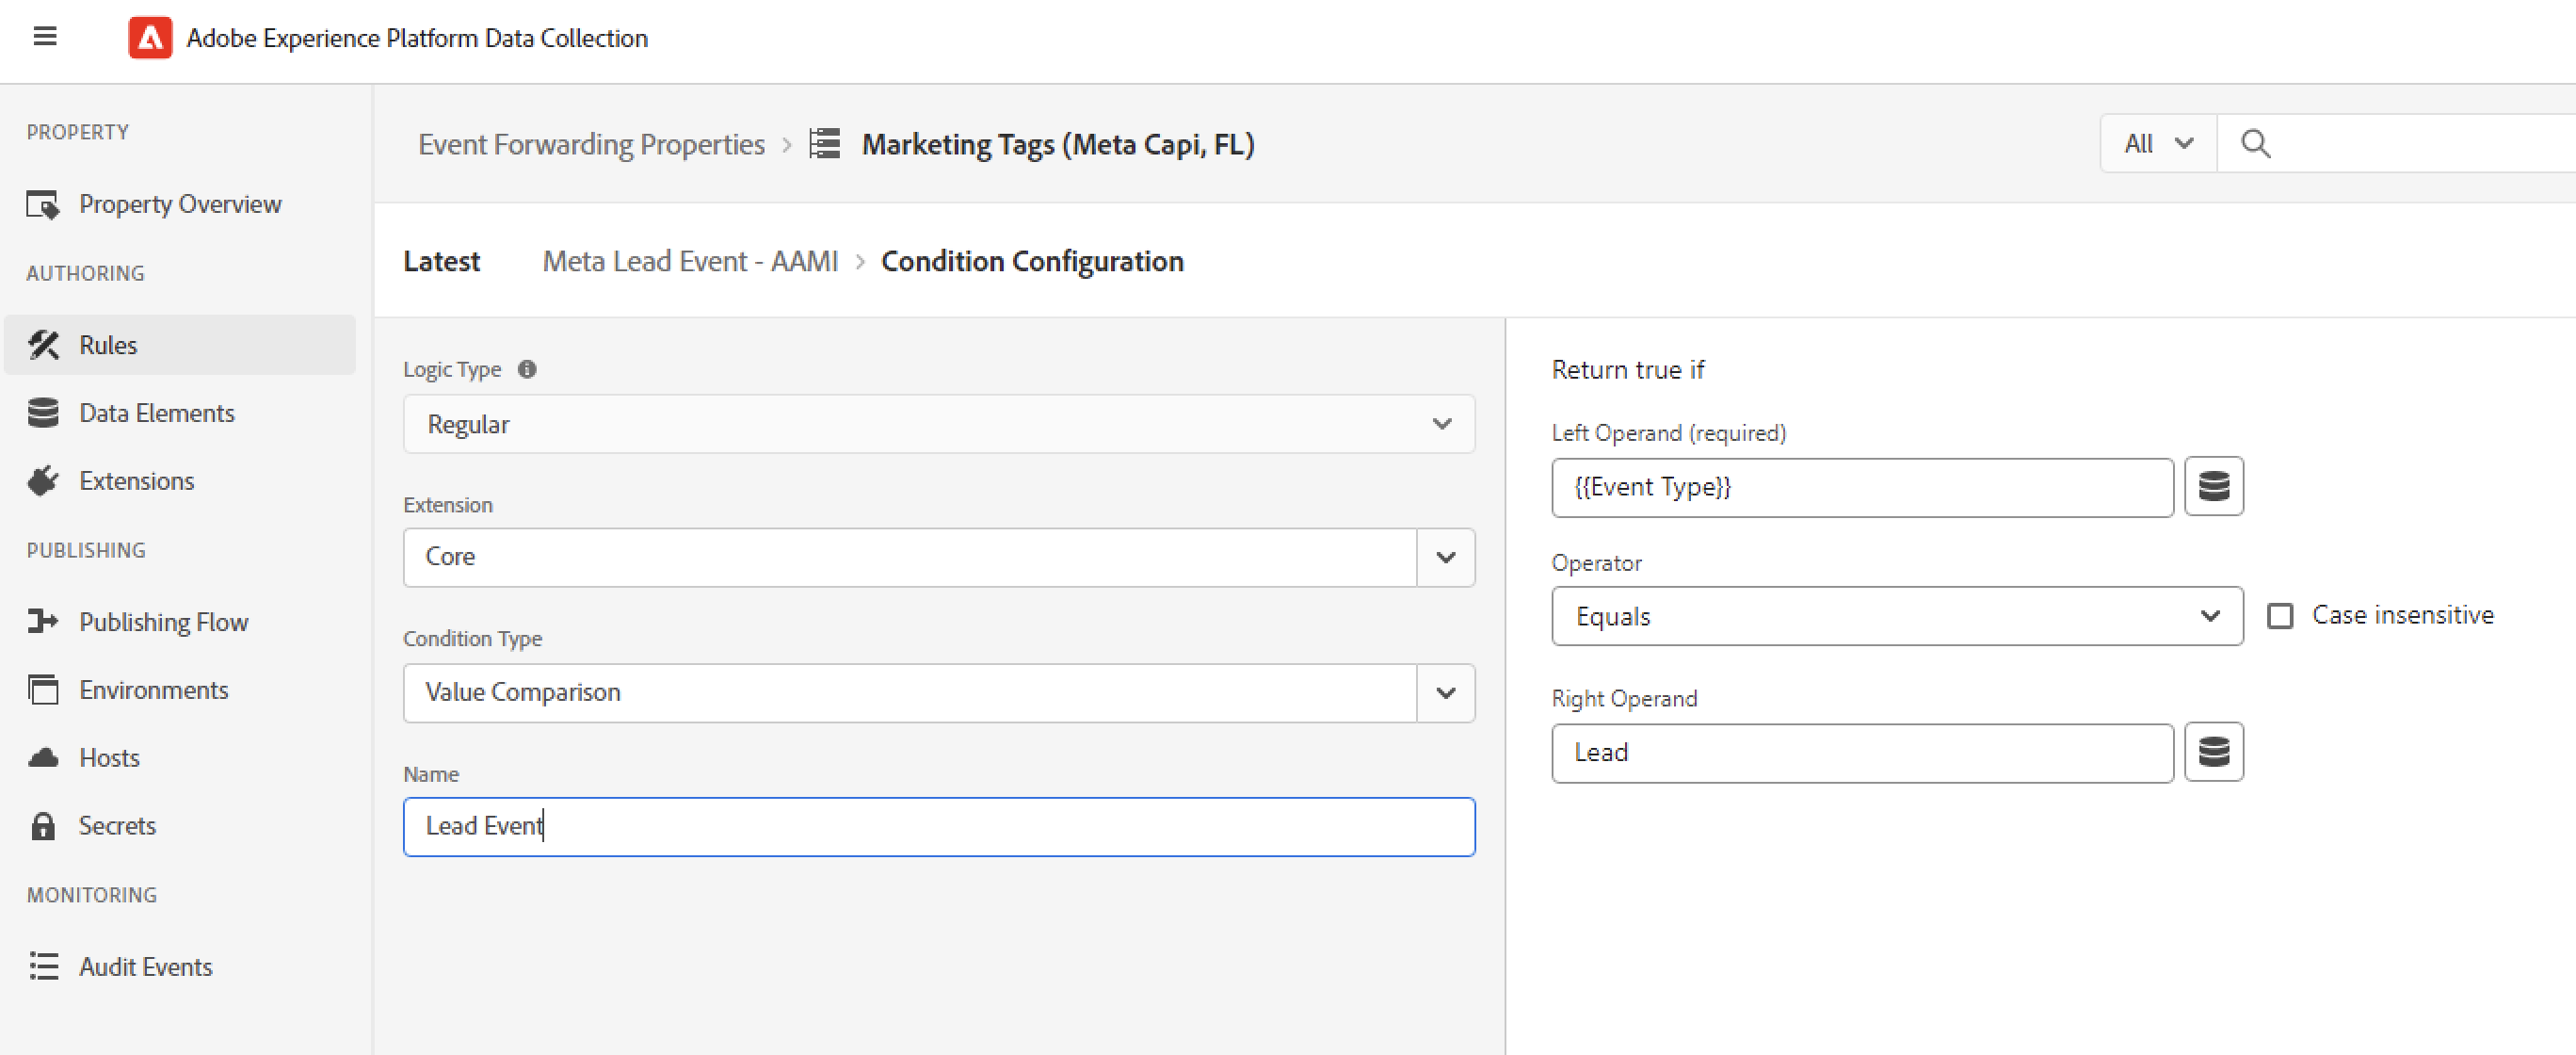 Adobe Experience Platform Data Collection
PROPERTY
Property Overview
AUTHORING
Rules
Data Elements
Extensions
PUBLISHING
Publishing Flow
Environments
Hosts
Secrets
MONITORING
Audit Events
Event Forwarding Properties > Marketing Tags (Meta Capi, FL)
All
Latest Meta Lead Event - AAMI > Condition Configuration
Logic Type
Regular
Extension
Core
Condition Type
Value Comparison
Name
Lead Event
Return true if
Left Operand (required)
{{Event Type}}
Operator
Equals Case insensitive
Right Operand
Lead